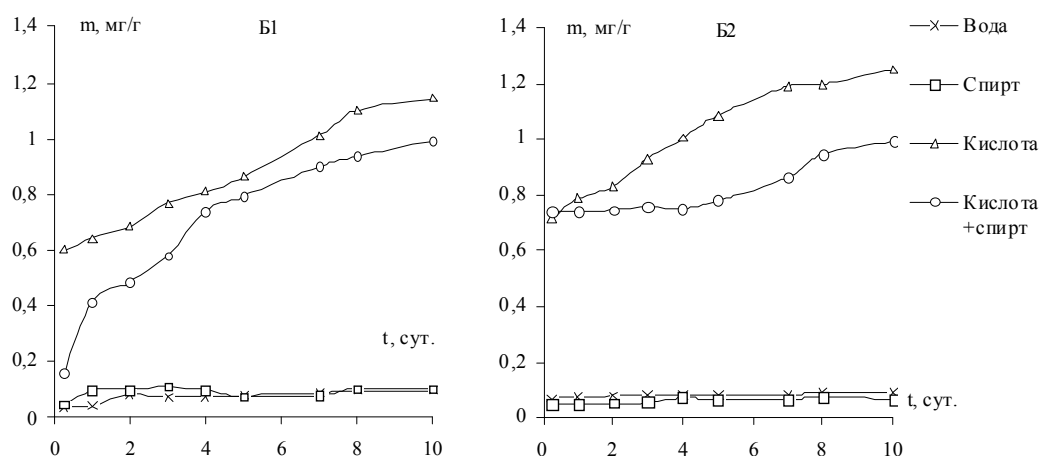 1,4
m, мг/г
Б1
1,2
1
0,8
0,6
0,4
t, сут.
0,2
0
0
2
4
6
8
10
1,4
m, мг/г
Б2
1,2
1
0,8
0,6
0,4
0,2
t, сут.
0
0
2
4
6
8
10
Вода
Спирт
Кислота
Кислота
+спирт